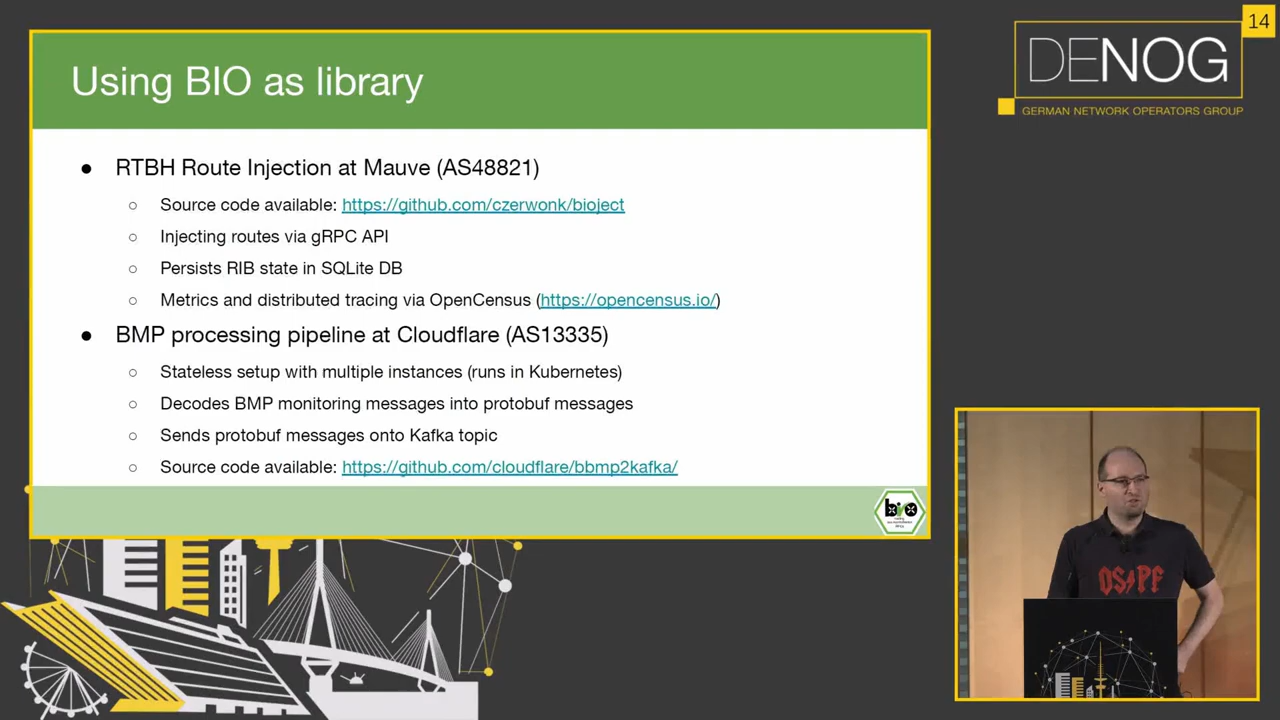 Using BIO as library
● RTBH Route Injection at Mauve (AS48821)
○ Source code available: https://github.com/czerwonk/bioject
○ Injecting routes via gRPC API
○ Persists RIB state in SQLite DB
○ Metrics and distributed tracing via OpenCensus (https://opencensus.io/)
● BMP processing pipeline at Cloudflare (AS13335)
○ Stateless setup with multiple instances (runs in Kubernetes)
○ Decodes BMP monitoring messages into protobuf messages
○ Sends protobuf messages onto Kafka topic
○ Source code available: https://github.com/cloudflare/bbmp2kafka/
bio
14
DENOG
GERMAN NETWORK OPERATORS GROUP
OSPF